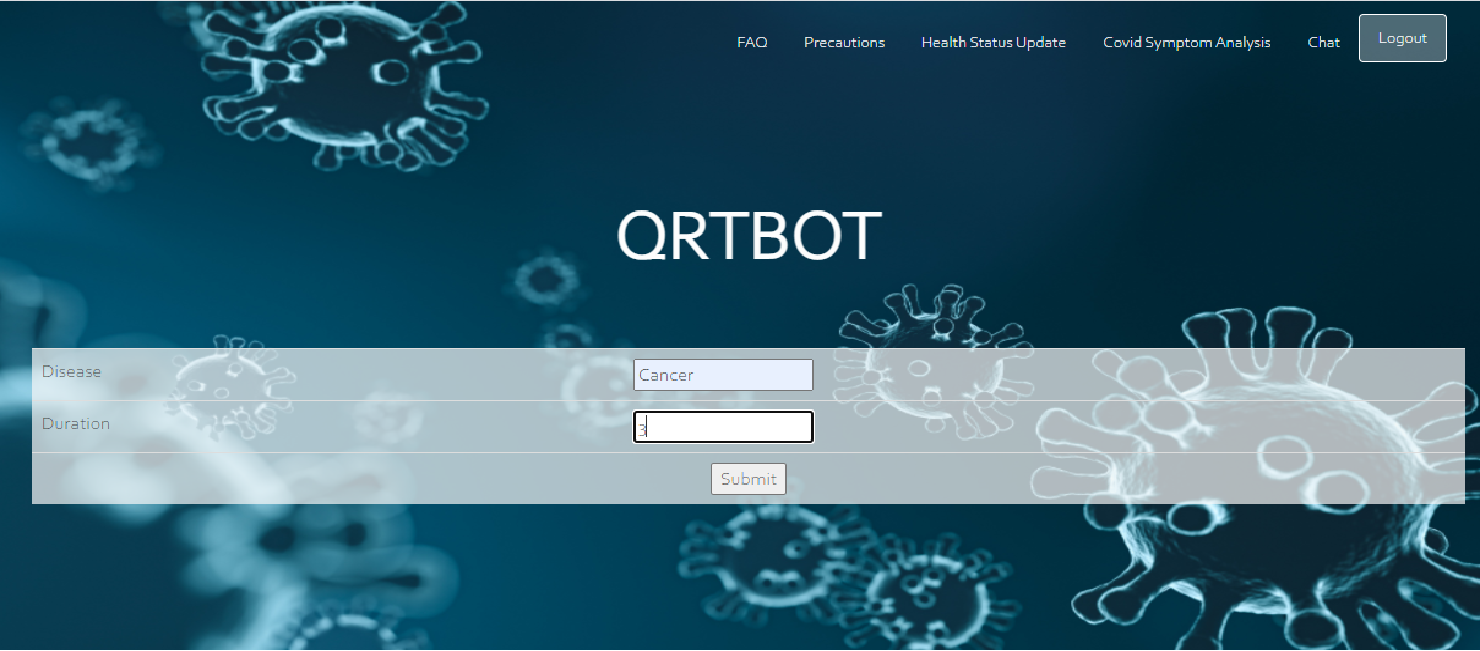 FAQ Precautions Health Status Update Covid Symptom Analysis Chat Logout
QRTBOT
Disease Cancer
Duration 3
Submit